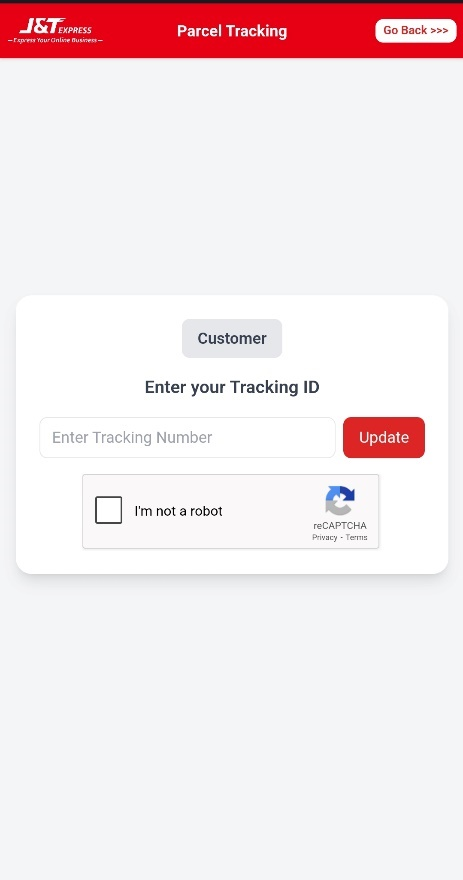 J&T EXPRESS
Express Your Online Business
Parcel Tracking
Go Back >>>
Customer
Enter your Tracking ID
Enter Tracking Number
Update
I'm not a robot
reCAPTCHA
Privacy - Terms